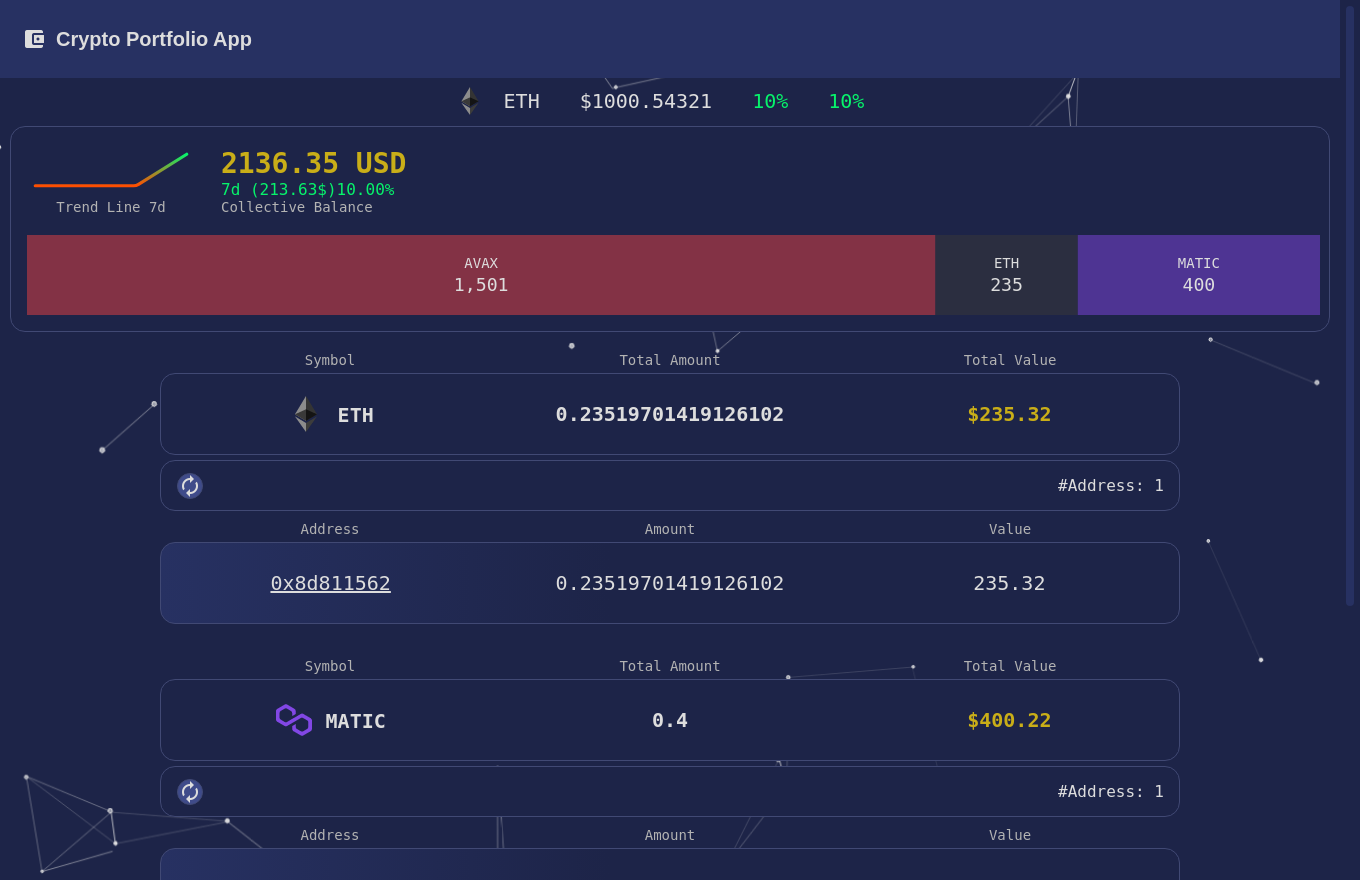 Crypto Portfolio App
ETH $1000.54321 10% 10%
2136.35 USD
7d (213.63$)10.00%
Trend Line 7d
Collective Balance
AVAX
1,501
ETH
235
MATIC
400
Symbol Total Amount Total Value
ETH 0.23519701419126102 $235.32
#Address: 1
Address Amount Value
0x8d811562 0.23519701419126102 235.32
Symbol Total Amount Total Value
MATIC 0.4 $400.22
#Address: 1
Address Amount Value